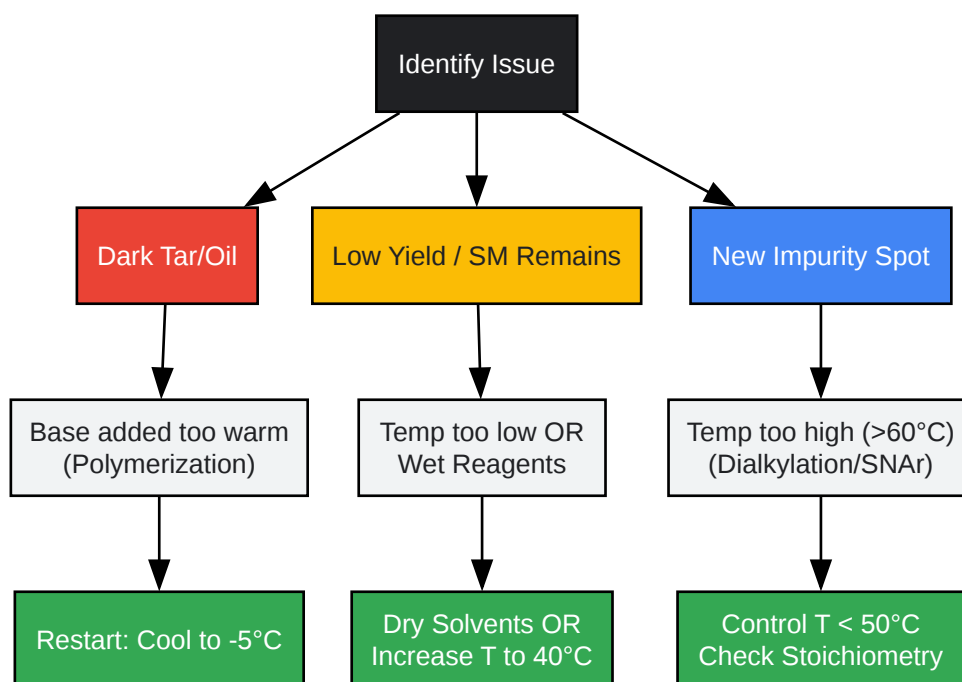 Identify Issue
Dark Tar/Oil
Low Yield / SM Remains
New Impurity Spot
Base added too warm
(Polymerization)
Temp too low OR
Wet Reagents
Temp too high (>60°C)
(Dialkylation/SNAr)
Restart: Cool to -5°C
Dry Solvents OR
Increase T to 40°C
Control T < 50°C
Check Stoichiometry